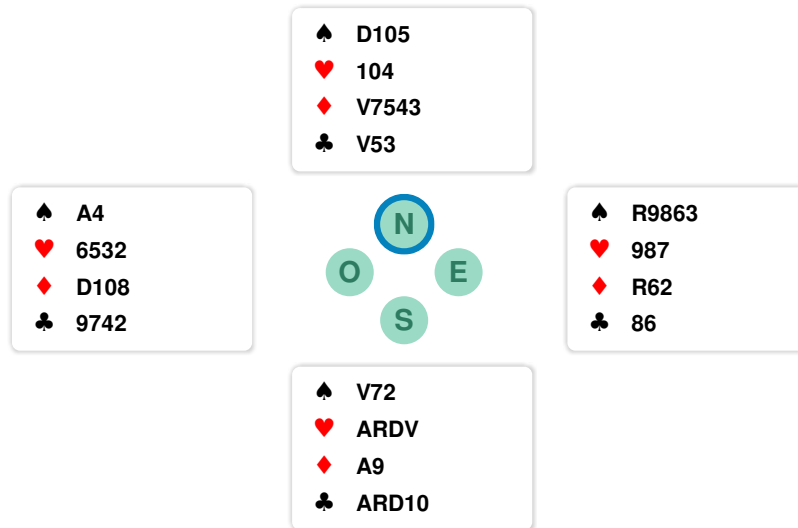 ♠ D105
♥ 104
♦ V7543
♣ V53
♠ A4
♥ 6532
♦ D108
♣ 9742
N
O E
S
♠ R9863
♥ 987
♦ R62
♣ 86
♠ V72
♥ ARDV
♦ A9
♣ ARD10